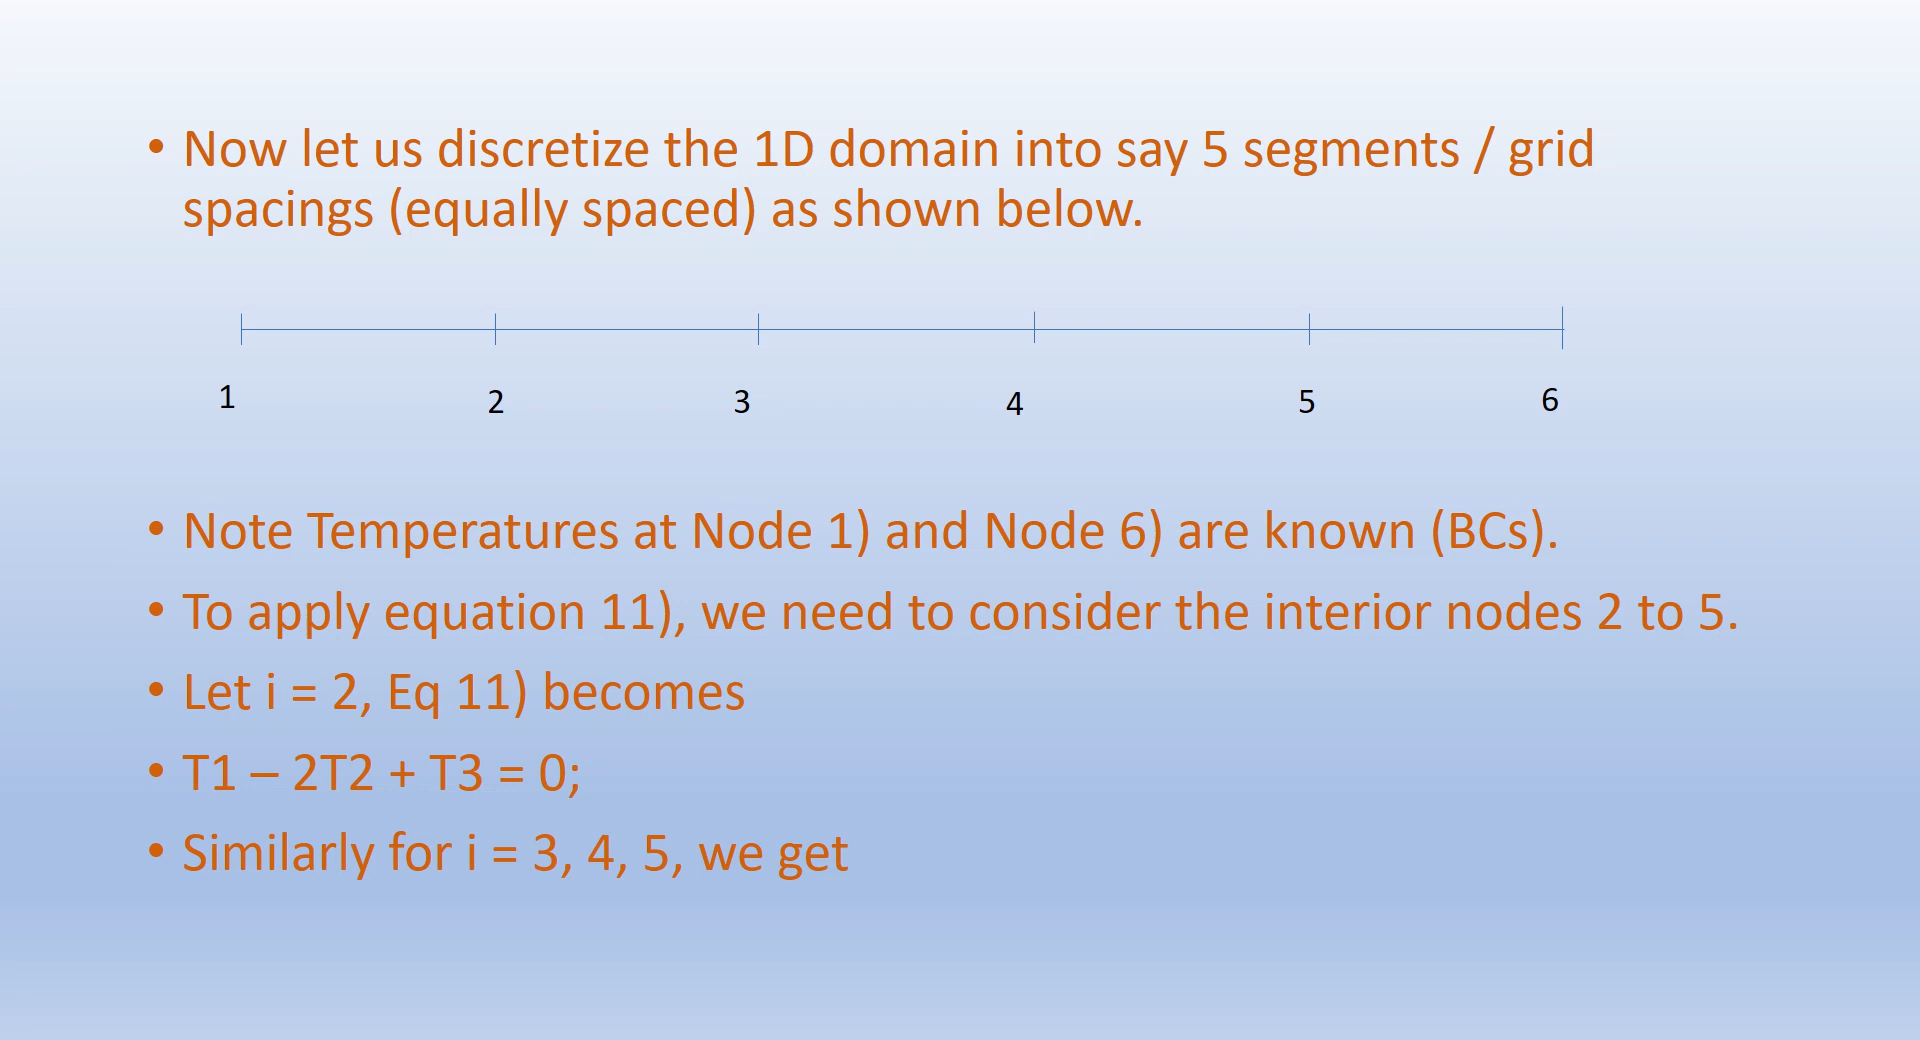 • Now let us discretize the 1D domain into say 5 segments / grid
spacings (equally spaced) as shown below.
1 2 3 4 5 6
• Note Temperatures at Node 1) and Node 6) are known (BCs).
• To apply equation 11), we need to consider the interior nodes 2 to 5.
• Let i = 2, Eq 11) becomes
• T1 – 2T2 + T3 = 0;
• Similarly for i = 3, 4, 5, we get